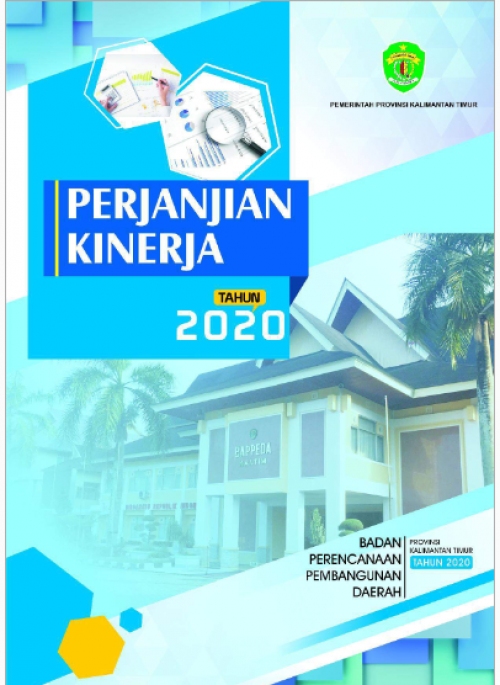 PEMERINTAH PROVINSI KALIMANTAN TIMUR
PERJANJIAN
KINERJA
TAHUN
2020
BAPPEDA
BADAN
PERENCANAAN
PEMBANGUNAN
DAERAH
PROVINSI
KALIMANTAN TIMUR
TAHUN 2020